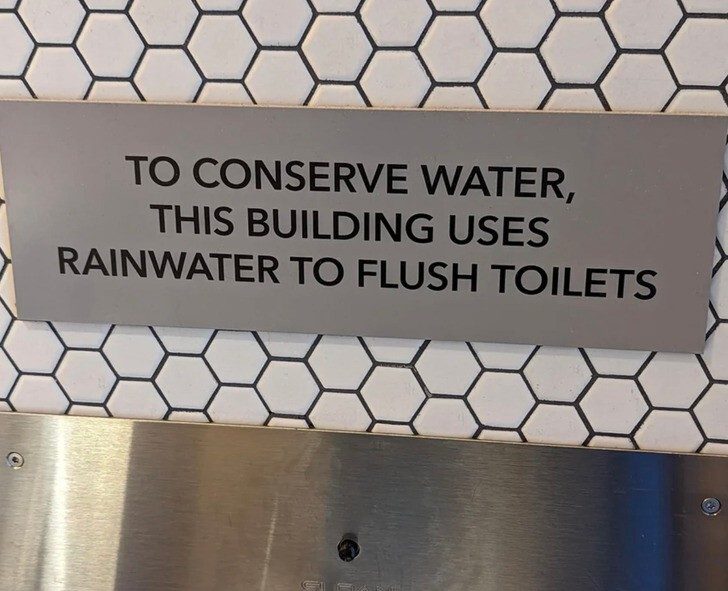 TO CONSERVE WATER,
THIS BUILDING USES
RAINWATER TO FLUSH TOILETS